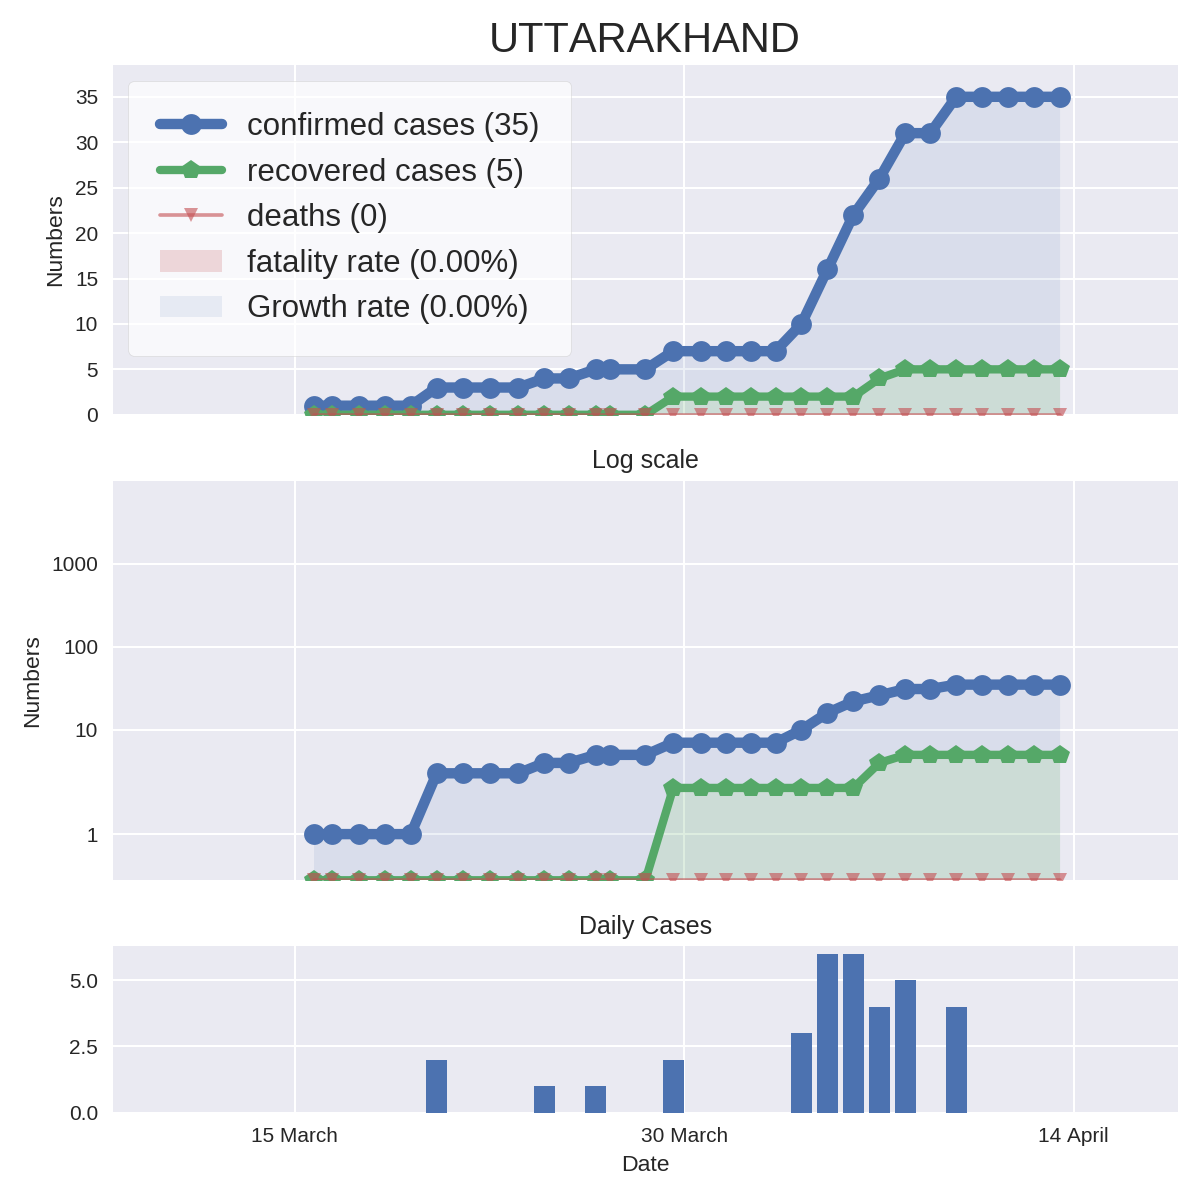 UTTARAKHAND
35
30
25
20
15
10
5
0
Numbers
confirmed cases (35)
recovered cases (5)
deaths (0)
fatality rate (0.00%)
Growth rate (0.00%)
Log scale
1000
100
10
1
Numbers
Daily Cases
5.0
2.5
0.0
15 March 30 March 14 April
Date